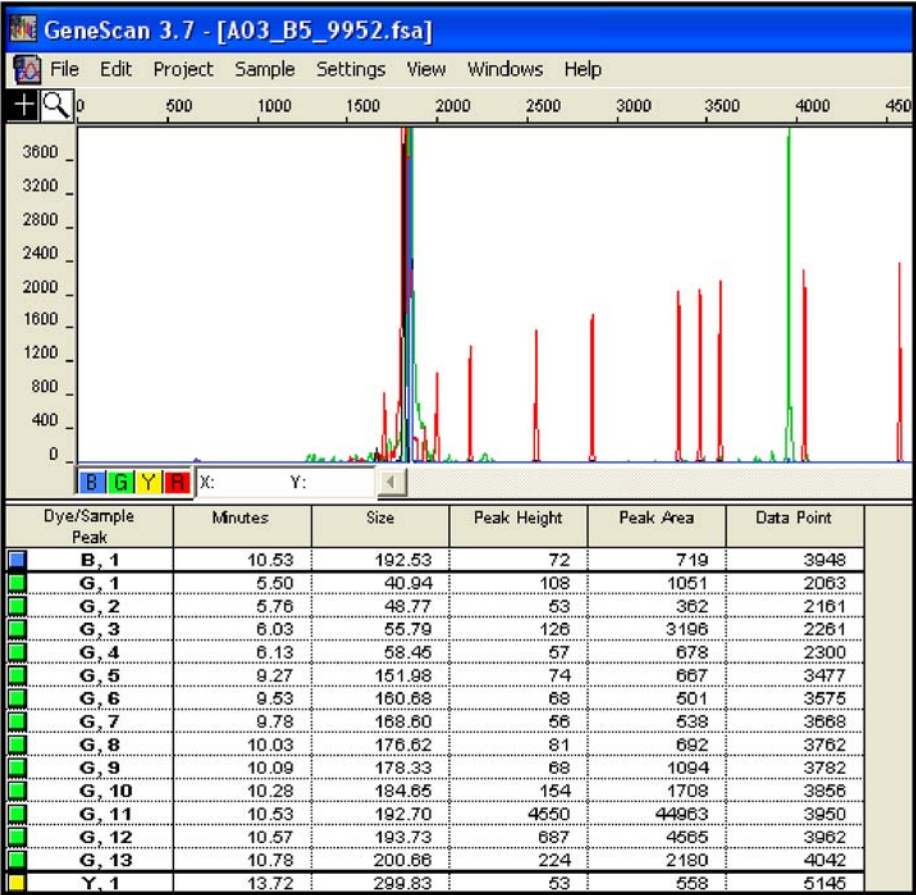 GeneScan 3.7 - [A03_B5_9952.fsa]
File Edit Project Sample Settings View Windows Help
0 500 1000 1500 2000 2500 3000 3500 4000 450
3600
3200
2800
2400
2000
1600
1200
800
400
0
B G Y R X: Y:
Dye/Sample Peak Minutes Size Peak Height Peak Area Data Point
B, 1 10.53 192.53 72 719 3948
G, 1 5.50 40.94 108 1051 2063
G, 2 5.76 48.77 53 362 2161
G, 3 6.03 55.79 126 3196 2261
G, 4 6.13 58.45 57 678 2300
G, 5 9.27 151.98 74 667 3477
G, 6 9.53 160.68 68 501 3575
G, 7 9.78 168.60 56 538 3668
G, 8 10.03 176.62 81 692 3762
G, 9 10.09 178.33 68 1094 3782
G, 10 10.28 184.65 154 1708 3856
G, 11 10.53 192.70 4550 44963 3950
G, 12 10.57 193.73 687 4565 3962
G, 13 10.78 200.66 224 2180 4042
Y, 1 13.72 299.83 53 558 5145